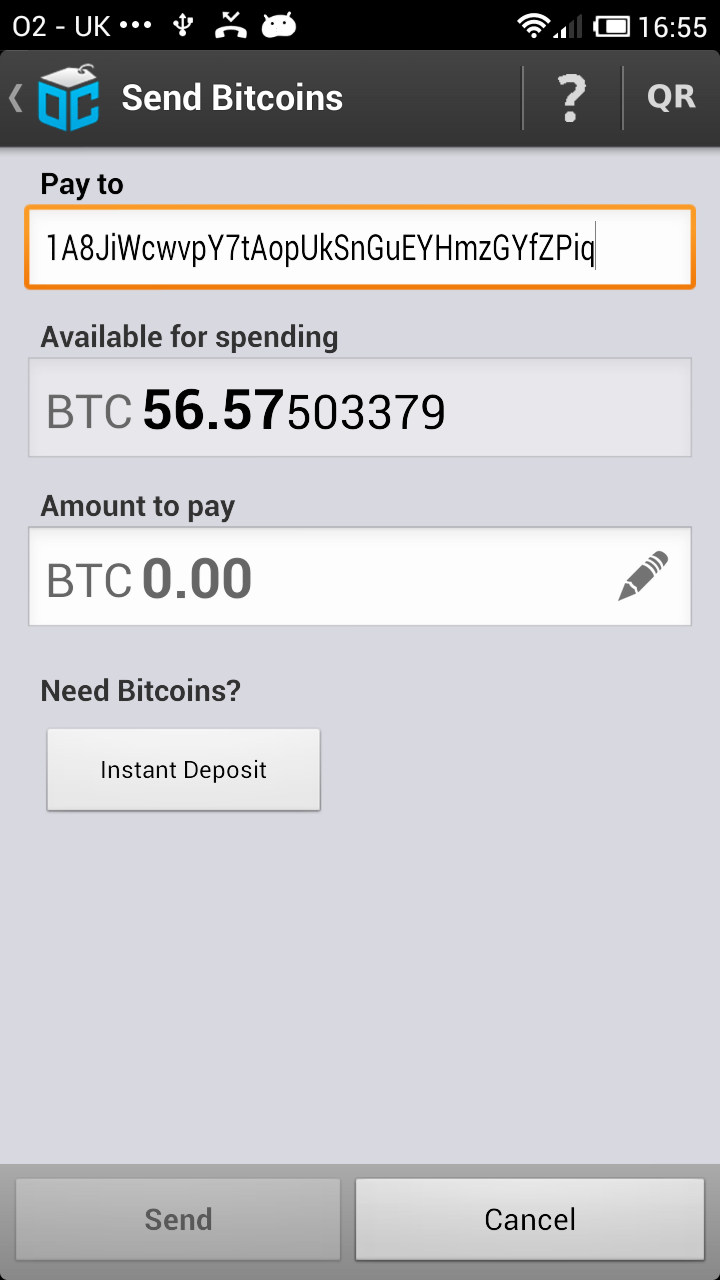 O2 - UK ••• 16:55
Send Bitcoins ? QR
Pay to
1A8JiWcwvpY7tAopUkSnGuEYHmzGYfZPiq
Available for spending
BTC 56.57503379
Amount to pay
BTC 0.00
Need Bitcoins?
Instant Deposit
Send Cancel